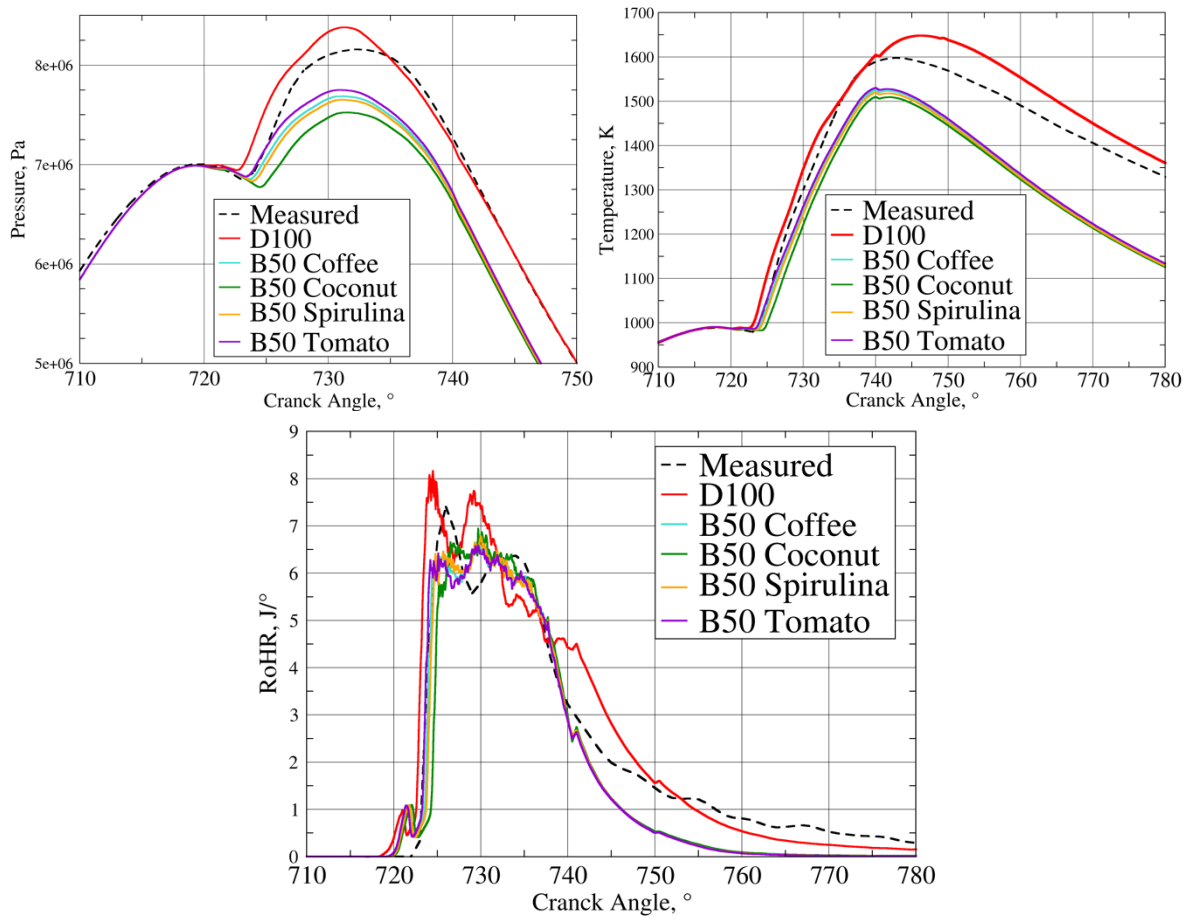 Pressure, Pa
8e+06
7e+06
6e+06
5e+06
710
720
730
740
750
Cranck Angle, °
Measured
D100
B50 Coffee
B50 Coconut
B50 Spirulina
B50 Tomato
Temperature, K
1700
1600
1500
1400
1300
1200
1100
1000
900
710
720
730
740
750
760
770
780
Cranck Angle, °
Measured
D100
B50 Coffee
B50 Coconut
B50 Spirulina
B50 Tomato
RoHR, J/°
9
8
7
6
5
4
3
2
1
0
710
720
730
740
750
760
770
780
Cranck Angle, °
Measured
D100
B50 Coffee
B50 Coconut
B50 Spirulina
B50 Tomato